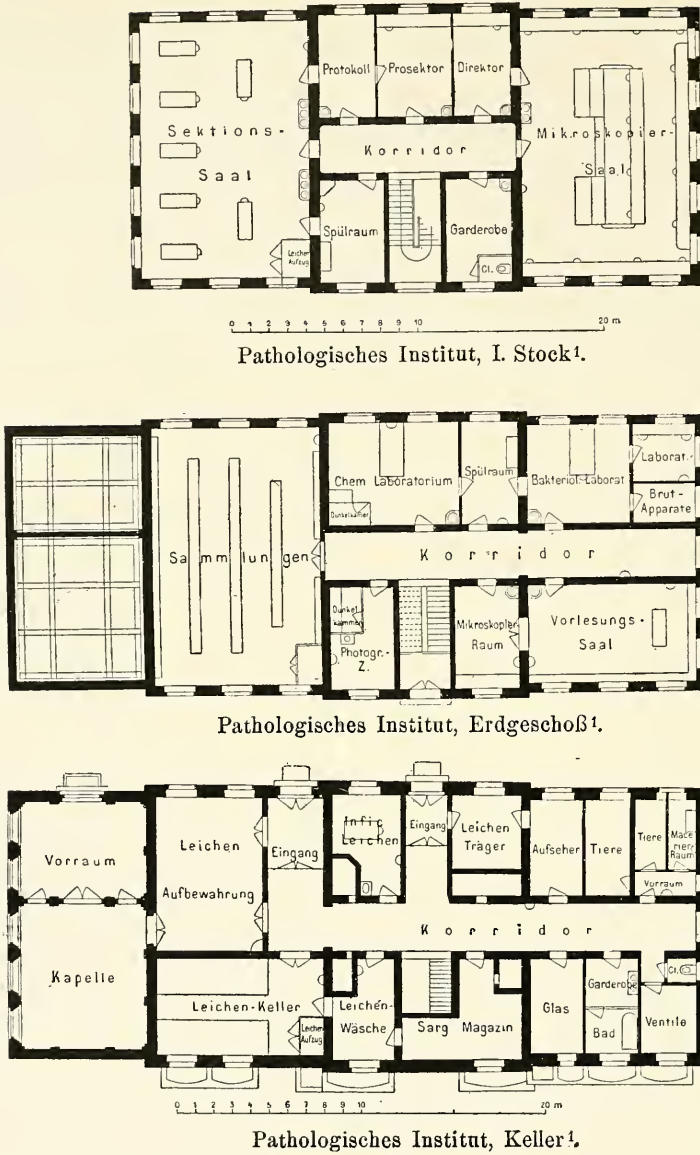 Protokoll
Prosektor
Direktor
Sektions-
Saal
Korridor
Mikroskopier-
Saal
Spülraum
Garderobe
Leichen
Aufzug
Cl.
0 1 2 3 4 5 6 7 8 9 10 20 m
Pathologisches Institut, I. Stock¹.
Chem Laboratorium
Spülraum
Bakteriol. Laborat
Laborat.
Brut-
Apparate
Dunkelkammer
Sammlungen
Korridor
Dunkel
kammer
Photogr.-
Z.
Mikroskopier
Raum
Vorlesungs-
Saal
Pathologisches Institut, Erdgeschoß¹.
Vorraum
Leichen
Aufbewahrung
Eingang
Infic
Leichen
Eingang
Leichen
Träger
Aufseher
Tiere
Tiere
Mace
rier
Raum
Vorraum
Korridor
Kapelle
Leichen-Keller
Leichen
Aufzug
Leichen-
Wäsche
Sarg Magazin
Glas
Garderobe
Bad
Cl.
Ventile
0 1 2 3 4 5 6 7 8 9 10 20 m
Pathologisches Institut, Keller¹.